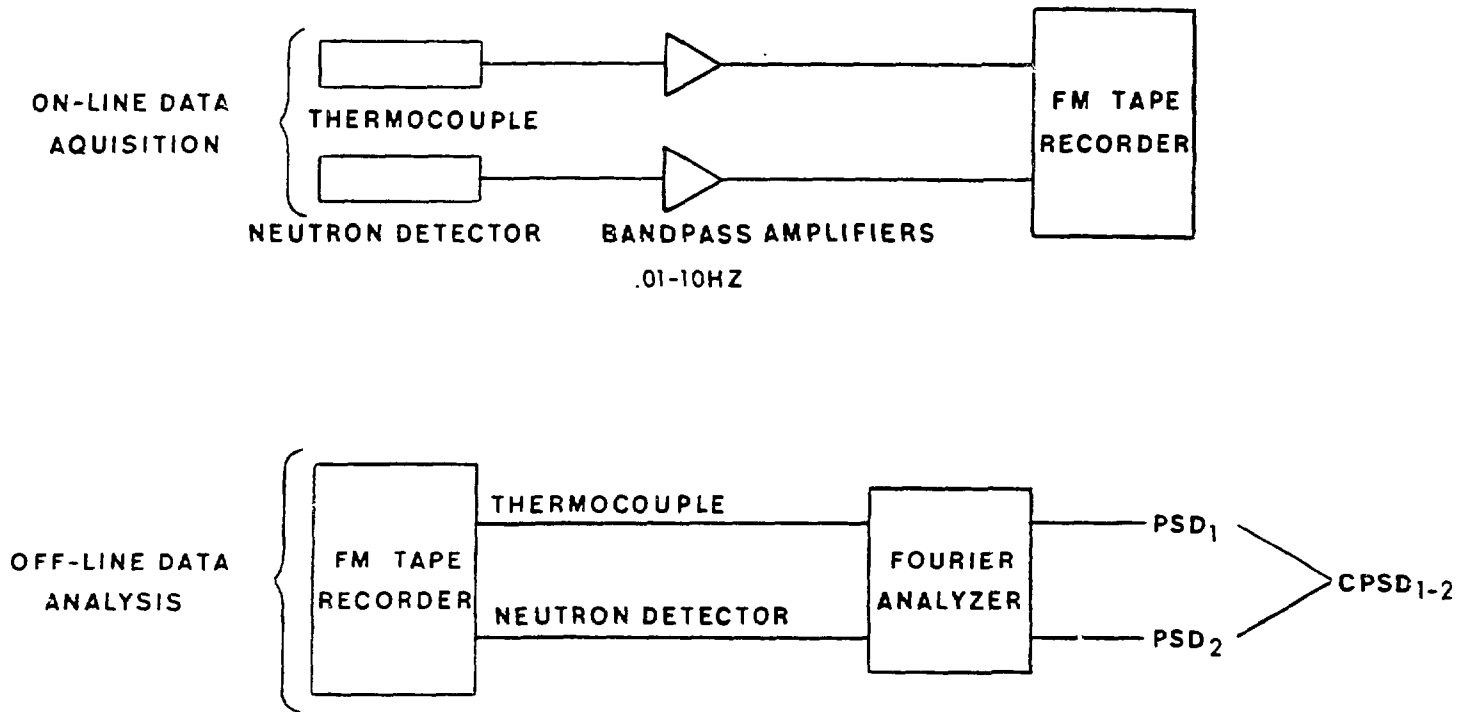 ON-LINE DATA
AQUISITION
THERMOCOUPLE
NEUTRON DETECTOR
BANDPASS AMPLIFIERS
.01-10HZ
FM TAPE
RECORDER
OFF-LINE DATA
ANALYSIS
FM TAPE
RECORDER
THERMOCOUPLE
NEUTRON DETECTOR
FOURIER
ANALYZER
PSD1
PSD2
CPSD1-2